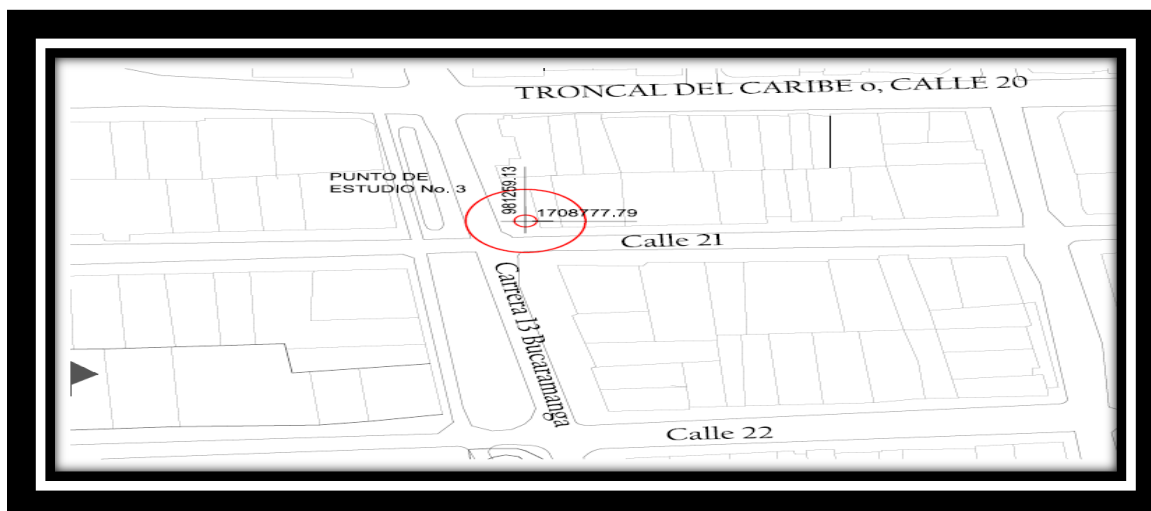 TRONCAL DEL CARIBE o, CALLE 20
PUNTO DE
ESTUDIO No. 3
981259.13
1708777.79
Calle 21
Carrera 13 Bucaramanga
Calle 22